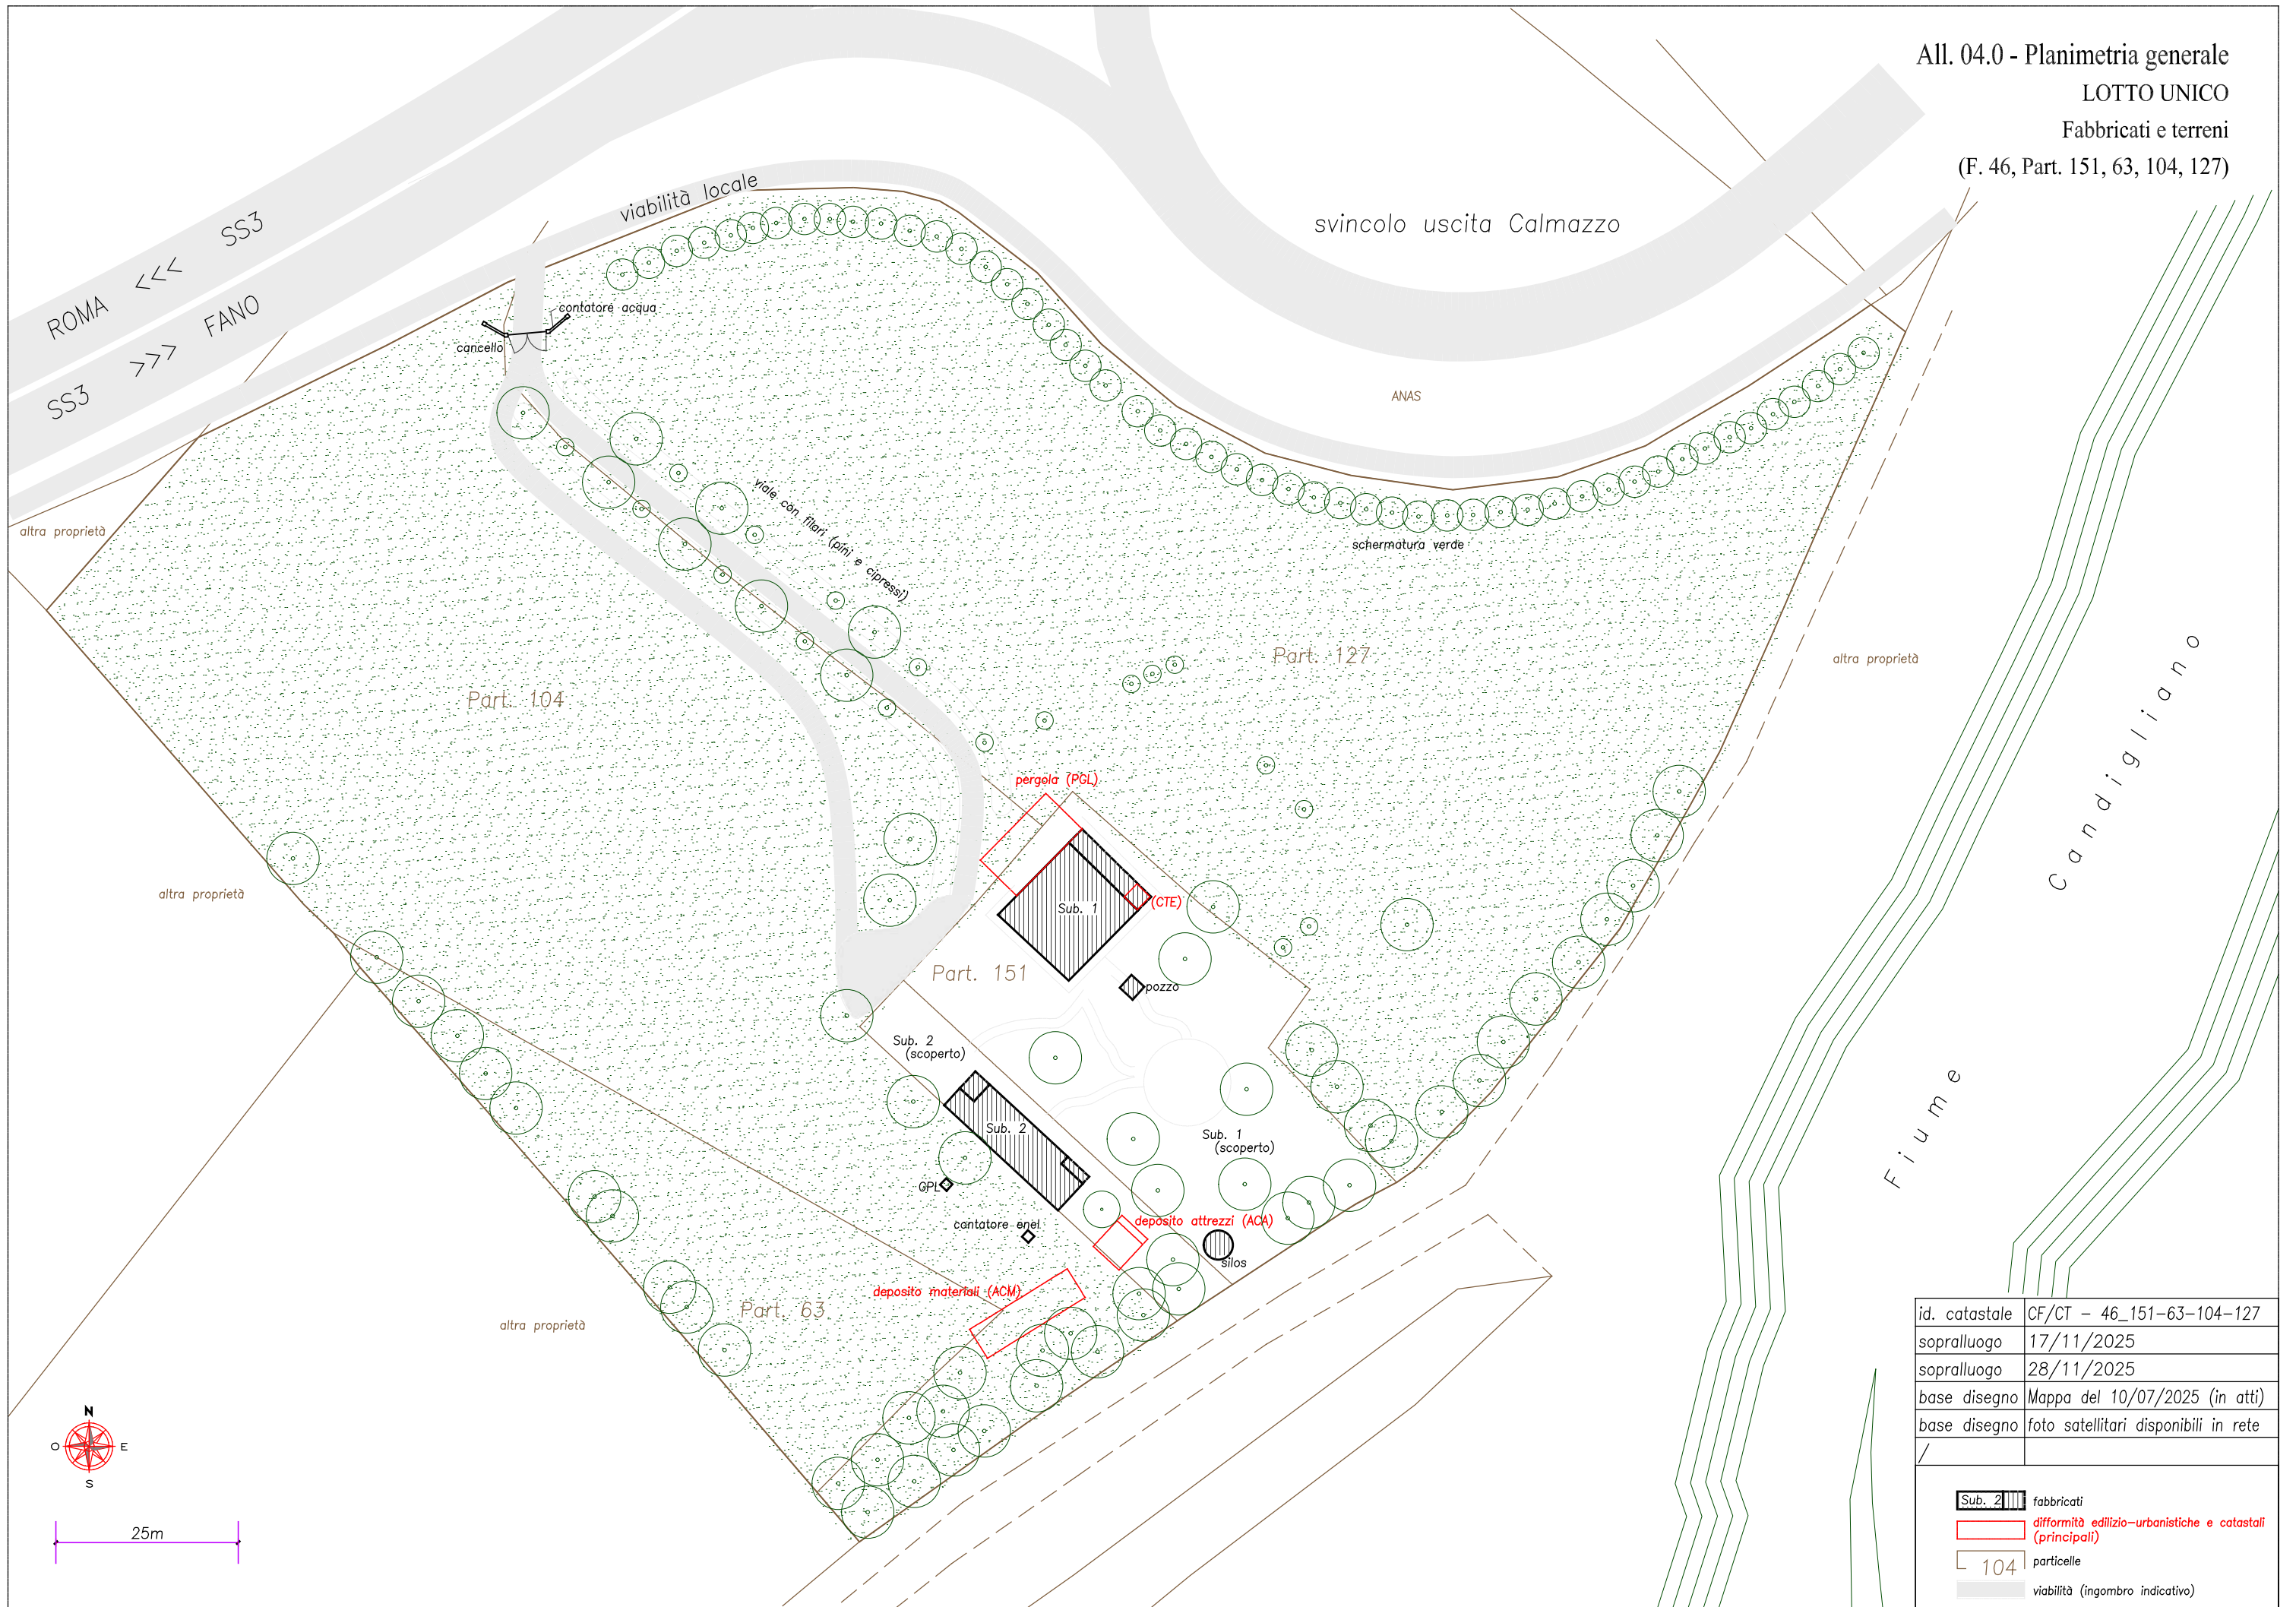 All. 04.0 - Planimetria generale
LOTTO UNICO
Fabbricati e terreni
(F. 46, Part. 151, 63, 104, 127)
viabilità locale
SS3
<<<
ROMA
svincolo uscita Calmazzo
FANO
>>>
SS3
contatore acqua
cancello
ANAS
viale con filari (pini e cipressi)
altra proprietà
schermatura verde
Part. 127
altra proprietà
Part. 104
Candigliano
pergola (PGL)
altra proprietà
Sub. 1
(CTE)
Part. 151
pozzo
Sub. 2
(scoperto)
Fiume
Sub. 2
Sub. 1
(scoperto)
GPL
contatore enel
deposito attrezzi (ACA)
silos
deposito materiali (ACM)
Part. 63
altra proprietà
N
O
E
S
25m
id. catastale CF/CT - 46_151-63-104-127
sopralluogo 17/11/2025
sopralluogo 28/11/2025
base disegno Mappa del 10/07/2025 (in atti)
base disegno foto satellitari disponibili in rete
/
Sub. 2 fabbricati
difformità edilizio-urbanistiche e catastali
(principali)
104 particelle
viabilità (ingombro indicativo)